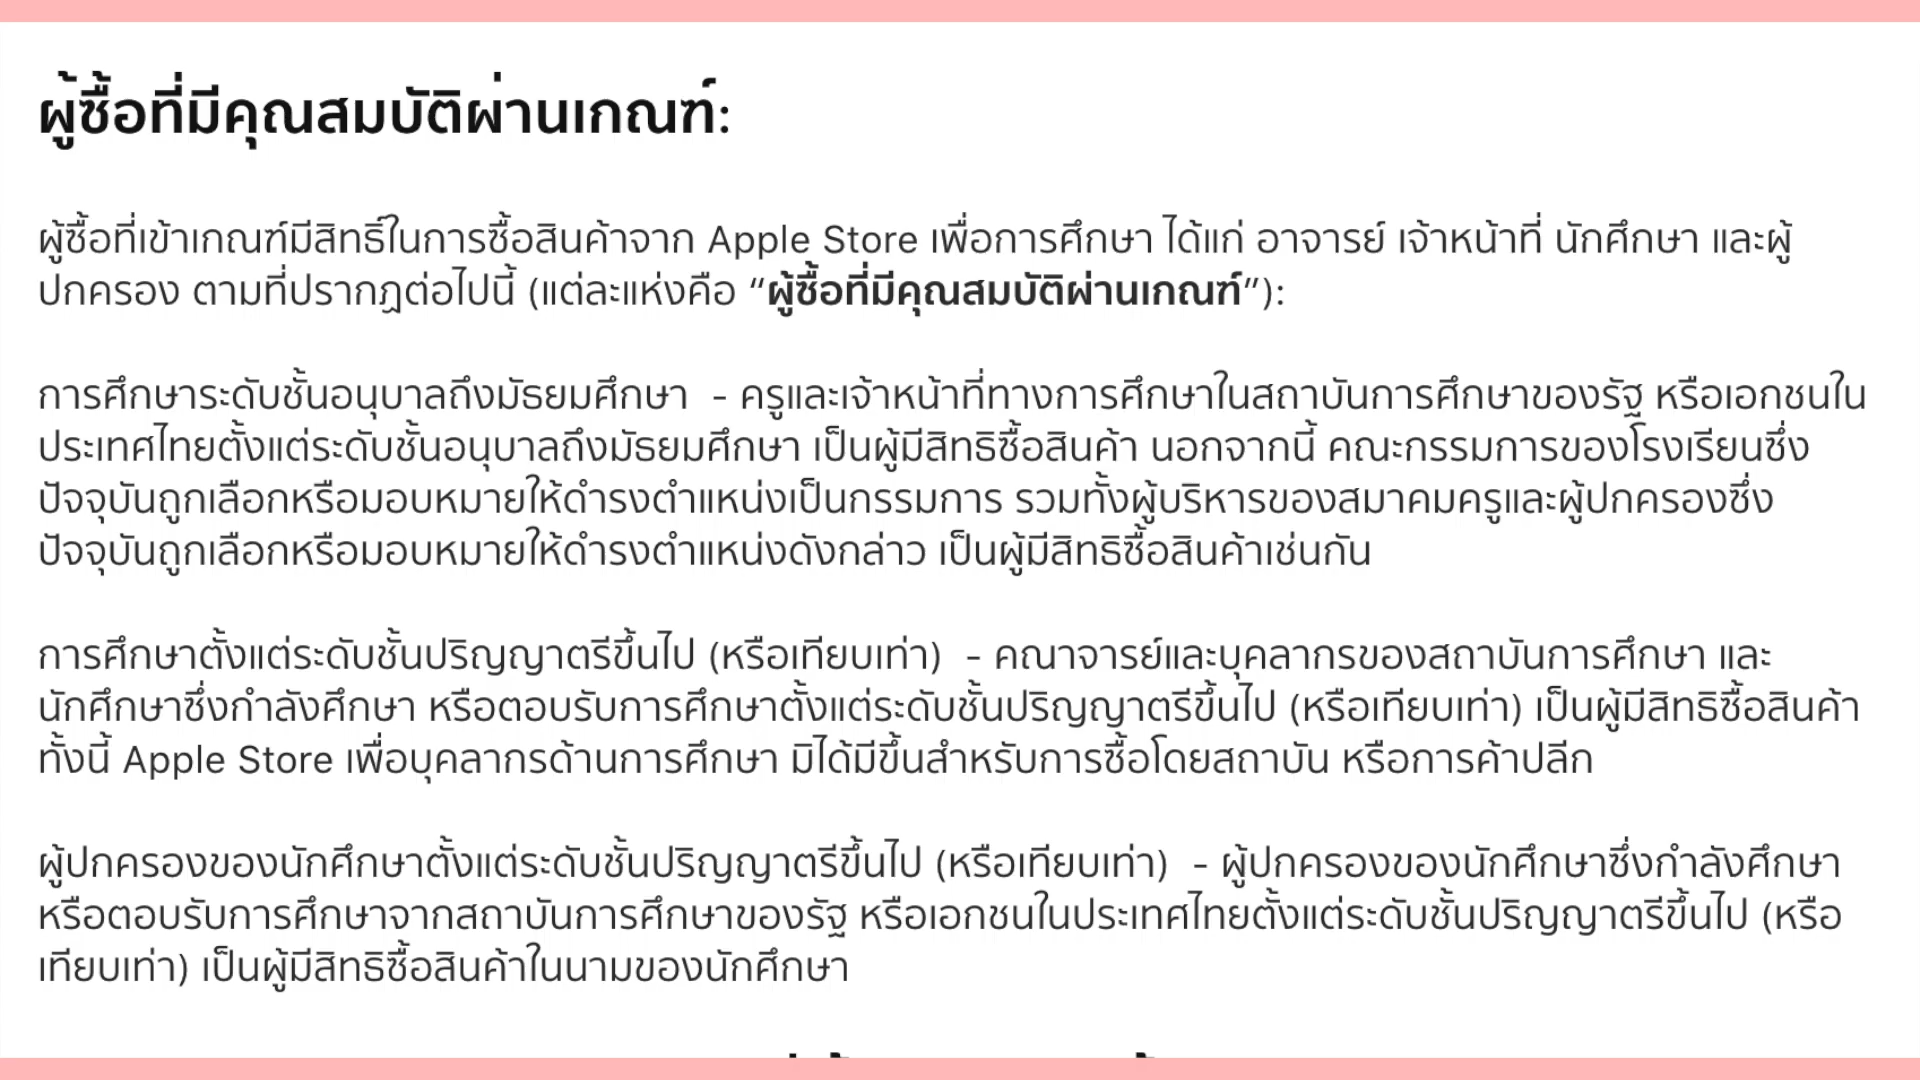 ผู้ซื้อที่มีคุณสมบัติผ่านเกณฑ์:
ผู้ซื้อที่เข้าเกณฑ์มีสิทธิ์ในการซื้อสินค้าจาก Apple Store เพื่อการศึกษา ได้แก่ อาจารย์ เจ้าหน้าที่ นักศึกษา และผู้
ปกครอง ตามที่ปรากฏต่อไปนี้ (แต่ละแห่งคือ “ผู้ซื้อที่มีคุณสมบัติผ่านเกณฑ์”):
การศึกษาระดับชั้นอนุบาลถึงมัธยมศึกษา – ครูและเจ้าหน้าที่ทางการศึกษาในสถาบันการศึกษาของรัฐ หรือเอกชนใน
ประเทศไทยตั้งแต่ระดับชั้นอนุบาลถึงมัธยมศึกษา เป็นผู้มีสิทธิซื้อสินค้า นอกจากนี้ คณะกรรมการของโรงเรียนซึ่ง
ปัจจุบันถูกเลือกหรือมอบหมายให้ดำรงตำแหน่งเป็นกรรมการ รวมทั้งผู้บริหารของสมาคมครูและผู้ปกครองซึ่ง
ปัจจุบันถูกเลือกหรือมอบหมายให้ดำรงตำแหน่งดังกล่าว เป็นผู้มีสิทธิซื้อสินค้าเช่นกัน
การศึกษาตั้งแต่ระดับชั้นปริญญาตรีขึ้นไป (หรือเทียบเท่า) – คณาจารย์และบุคลากรของสถาบันการศึกษา และ
นักศึกษาซึ่งกำลังศึกษา หรือตอบรับการศึกษาตั้งแต่ระดับชั้นปริญญาตรีขึ้นไป (หรือเทียบเท่า) เป็นผู้มีสิทธิซื้อสินค้า
ทั้งนี้ Apple Store เพื่อบุคลากรด้านการศึกษา มิได้มีขึ้นสำหรับการซื้อโดยสถาบัน หรือการค้าปลีก
ผู้ปกครองของนักศึกษาตั้งแต่ระดับชั้นปริญญาตรีขึ้นไป (หรือเทียบเท่า) – ผู้ปกครองของนักศึกษาซึ่งกำลังศึกษา
หรือตอบรับการศึกษาจากสถาบันการศึกษาของรัฐ หรือเอกชนในประเทศไทยตั้งแต่ระดับชั้นปริญญาตรีขึ้นไป (หรือ
เทียบเท่า) เป็นผู้มีสิทธิซื้อสินค้าในนามของนักศึกษา